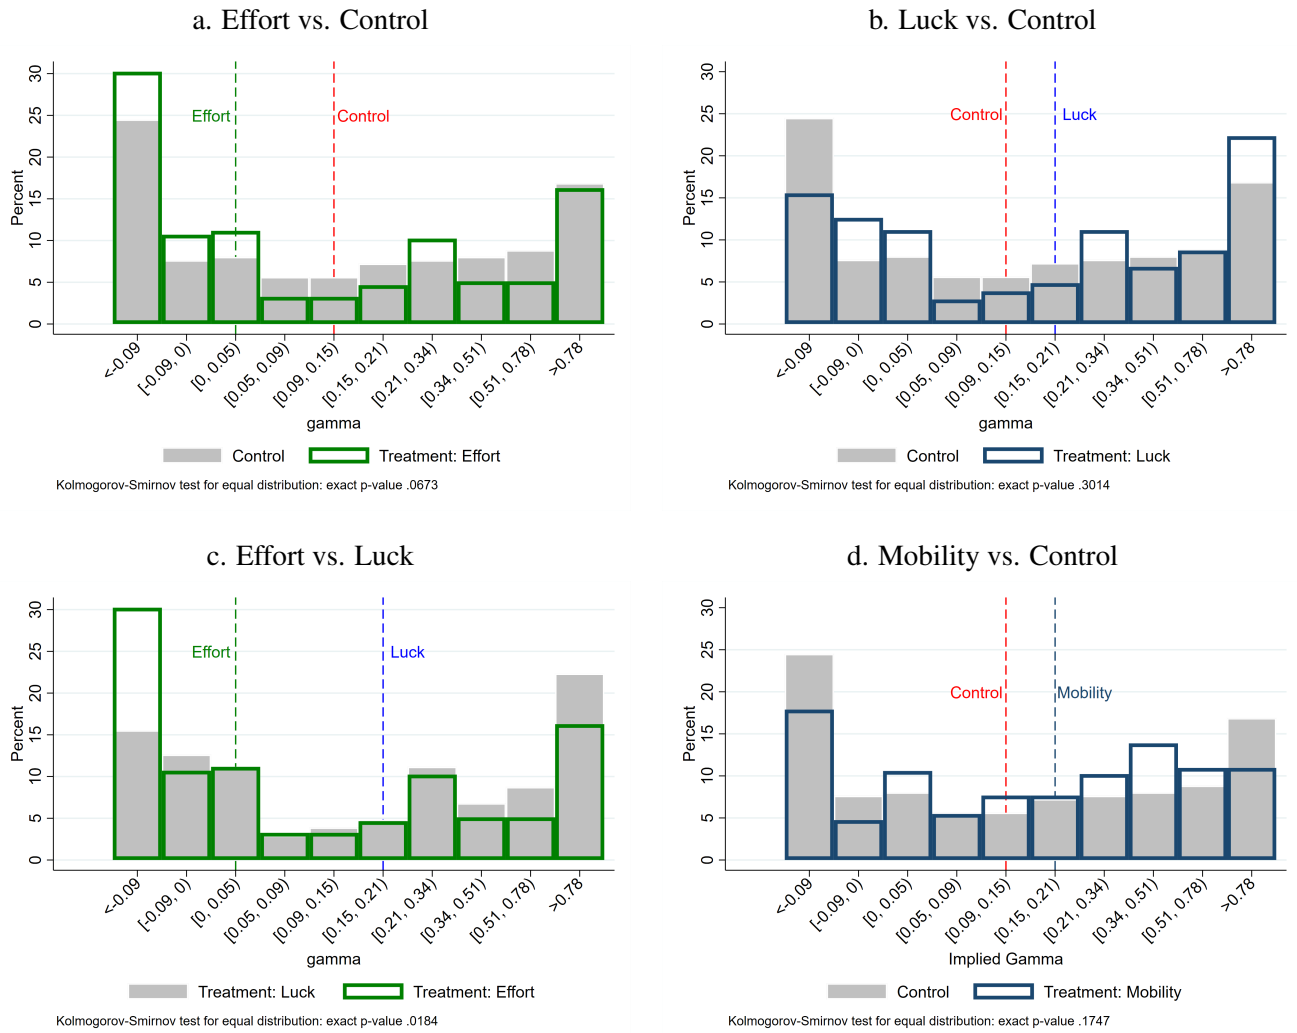 a. Effort vs. Control
Percent
30
25
20
15
10
5
0
Effort
Control
<-0.09
[-0.09, 0)
[0, 0.05)
[0.05, 0.09)
[0.09, 0.15)
[0.15, 0.21)
[0.21, 0.34)
[0.34, 0.51)
[0.51, 0.78)
>0.78
gamma
Control
Treatment: Effort
Kolmogorov-Smirnov test for equal distribution: exact p-value .0673
b. Luck vs. Control
Percent
30
25
20
15
10
5
0
Control
Luck
<-0.09
[-0.09, 0)
[0, 0.05)
[0.05, 0.09)
[0.09, 0.15)
[0.15, 0.21)
[0.21, 0.34)
[0.34, 0.51)
[0.51, 0.78)
>0.78
gamma
Control
Treatment: Luck
Kolmogorov-Smirnov test for equal distribution: exact p-value .3014
c. Effort vs. Luck
Percent
30
25
20
15
10
5
0
Effort
Luck
<-0.09
[-0.09, 0)
[0, 0.05)
[0.05, 0.09)
[0.09, 0.15)
[0.15, 0.21)
[0.21, 0.34)
[0.34, 0.51)
[0.51, 0.78)
>0.78
gamma
Treatment: Luck
Treatment: Effort
Kolmogorov-Smirnov test for equal distribution: exact p-value .0184
d. Mobility vs. Control
Percent
30
25
20
15
10
5
0
Control
Mobility
<-0.09
[-0.09, 0)
[0, 0.05)
[0.05, 0.09)
[0.09, 0.15)
[0.15, 0.21)
[0.21, 0.34)
[0.34, 0.51)
[0.51, 0.78)
>0.78
Implied Gamma
Control
Treatment: Mobility
Kolmogorov-Smirnov test for equal distribution: exact p-value .1747